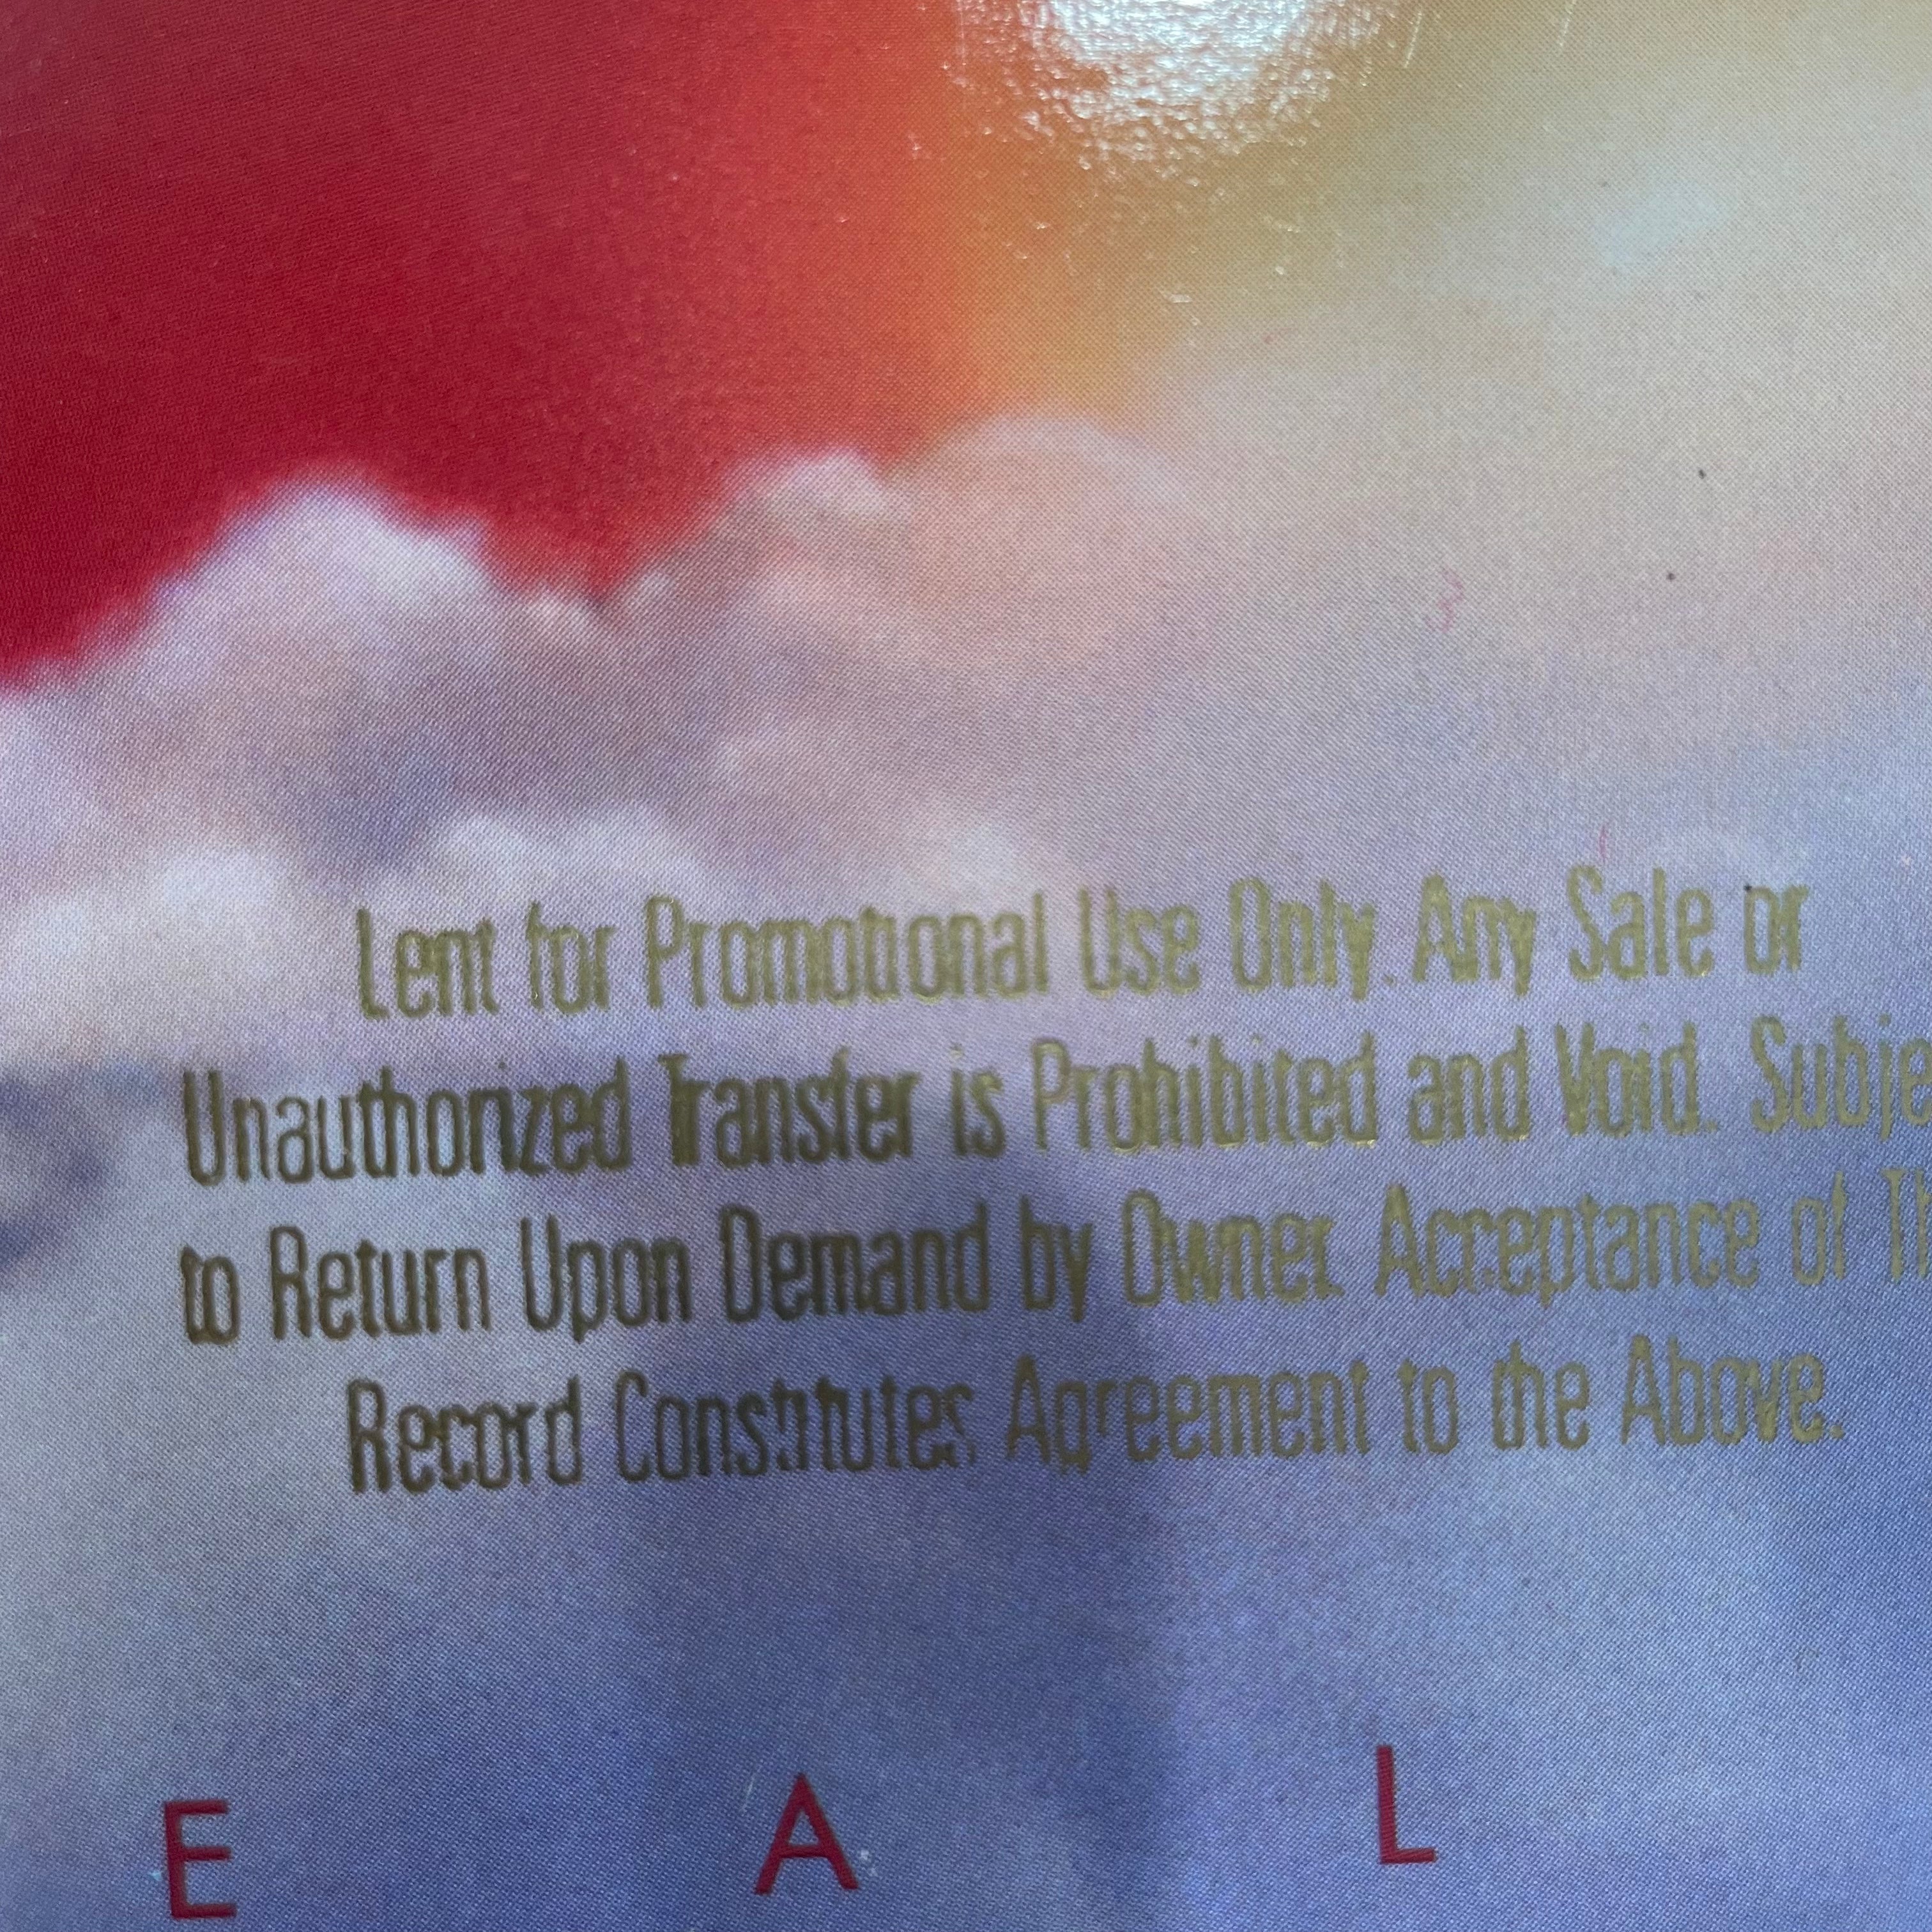 Lent for Promotional Use Only. Any Sale or
Unauthorized Transfer is Prohibited and Void. Subje
to Return Upon Demand by Owner. Acceptance of Th
Record Constitutes Agreement to the Above.
E A L